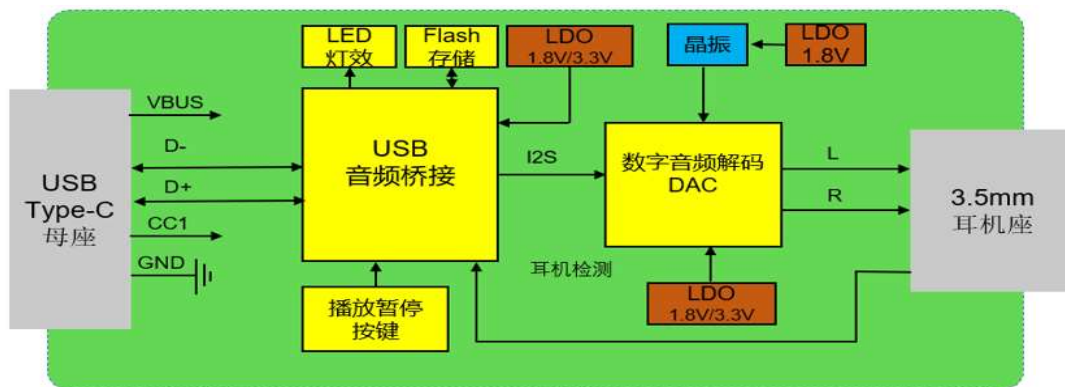 LED
灯效
Flash
存储
LDO
1.8V/3.3V
晶振
LDO
1.8V
VBUS
D-
D+
CC1
GND
USB
Type-C
母座
USB
音频桥接
I2S
数字音频解码
DAC
L
R
3.5mm
耳机座
耳机检测
播放暂停
按键
LDO
1.8V/3.3V